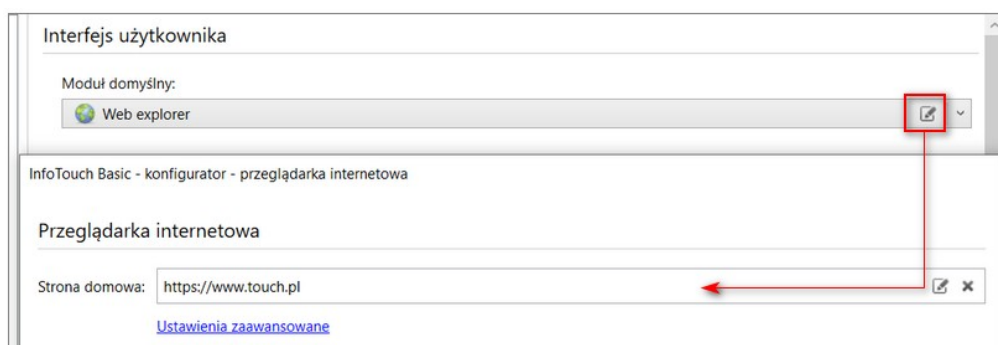 Interfejs użytkownika
Moduł domyślny:
Web explorer
InfoTouch Basic - konfigurator - przeglądarka internetowa
Przeglądarka internetowa
Strona domowa: https://www.touch.pl
Ustawienia zaawansowane